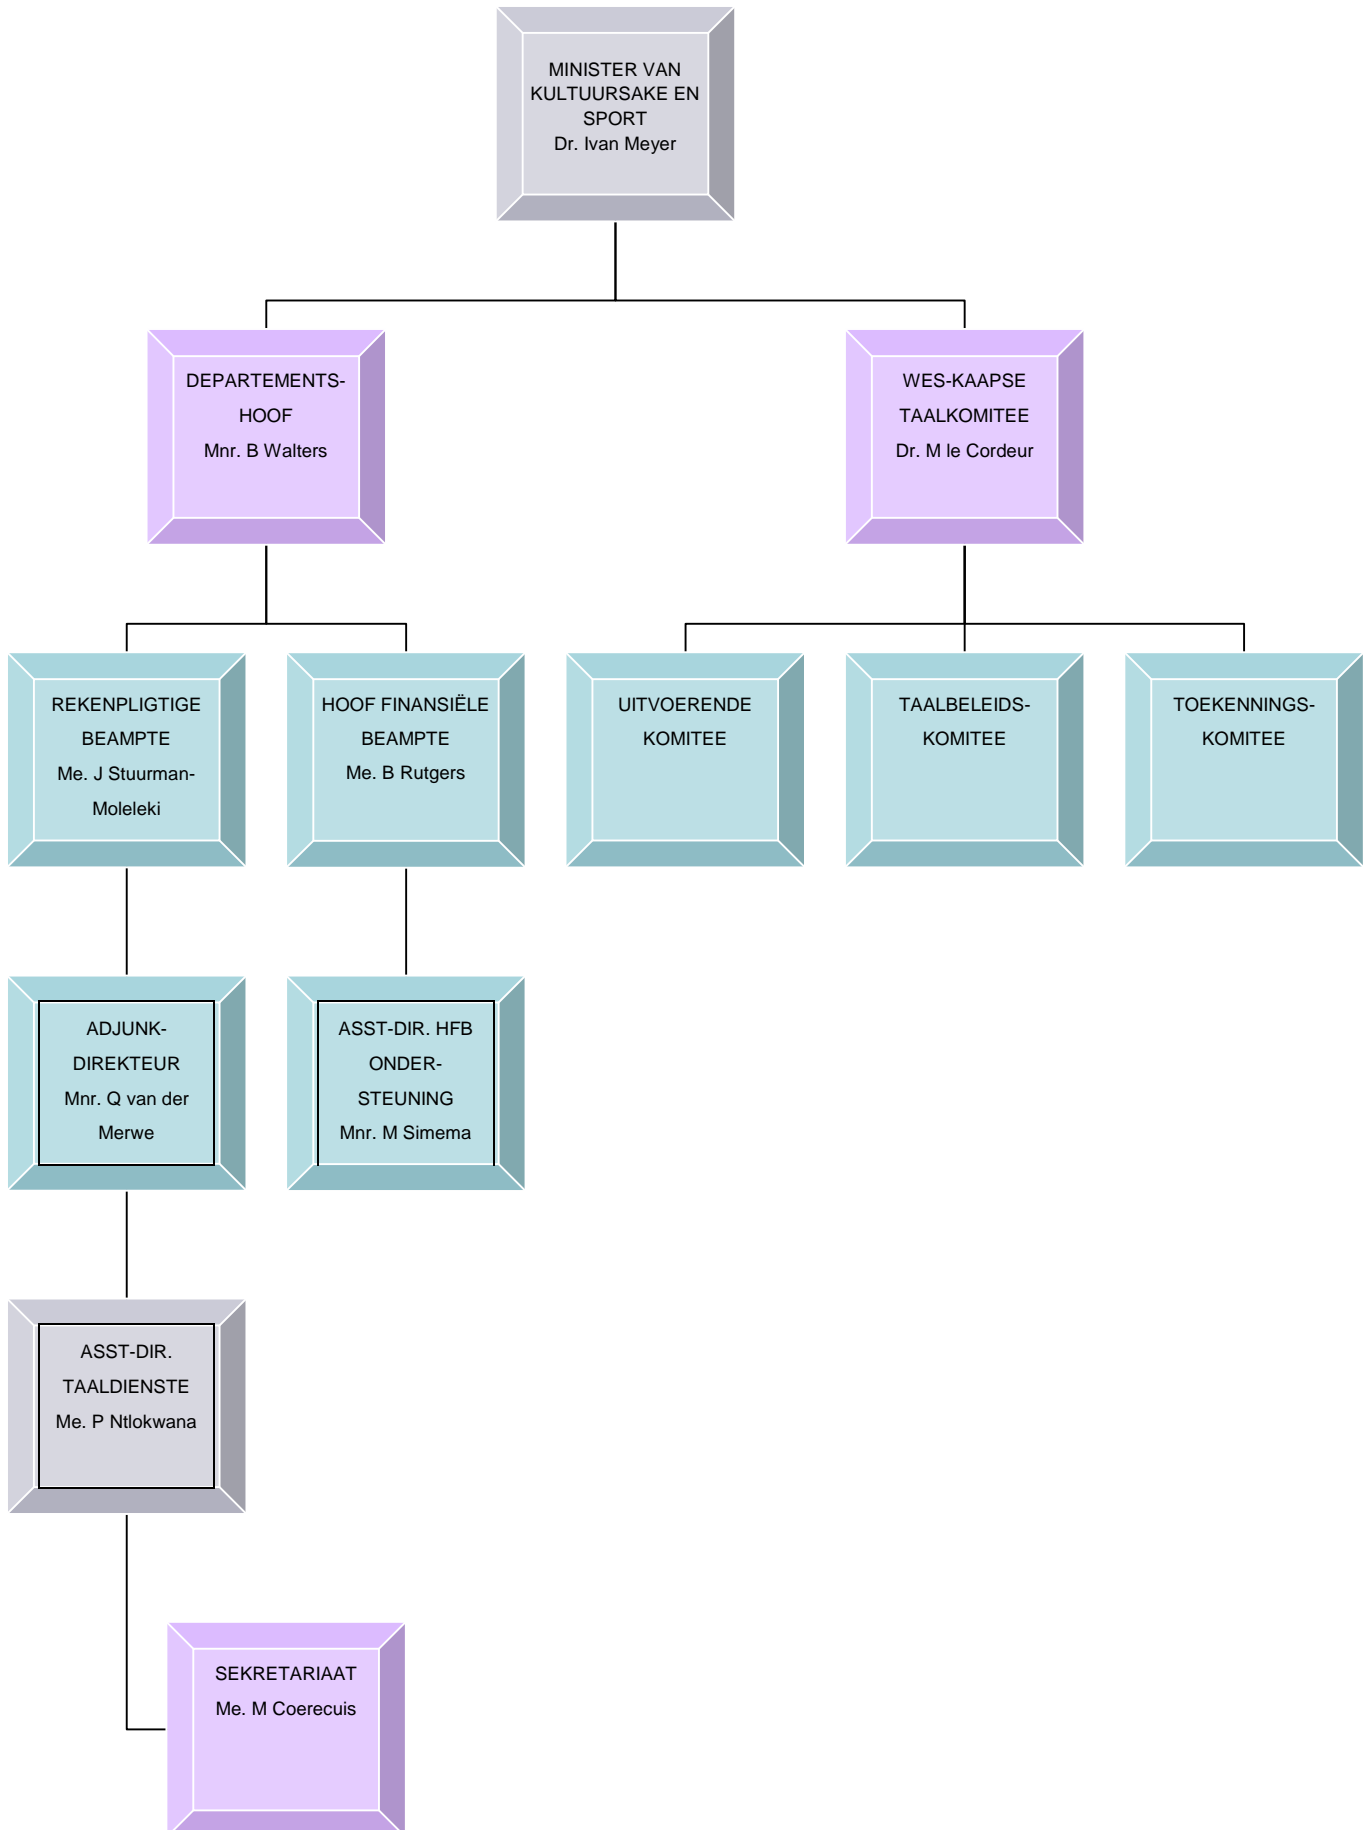 MINISTER VAN
KULTUURSAKE EN
SPORT
Dr. Ivan Meyer
DEPARTEMENTS-
HOOF
Mnr. B Walters
WES-KAAPSE
TAALKOMITEE
Dr. M le Cordeur
REKENPLIGTIGE
BEAMPTE
Me. J Stuurman-
Moleleki
HOOF FINANSIËLE
BEAMPTE
Me. B Rutgers
UITVOERENDE
KOMITEE
TAALBELEIDS-
KOMITEE
TOEKENNINGS-
KOMITEE
ADJUNK-
DIREKTEUR
Mnr. Q van der
Merwe
ASST-DIR. HFB
ONDER-
STEUNING
Mnr. M Simema
ASST-DIR.
TAALDIENSTE
Me. P Ntlokwana
SEKRETARIAAT
Me. M Coerecuis